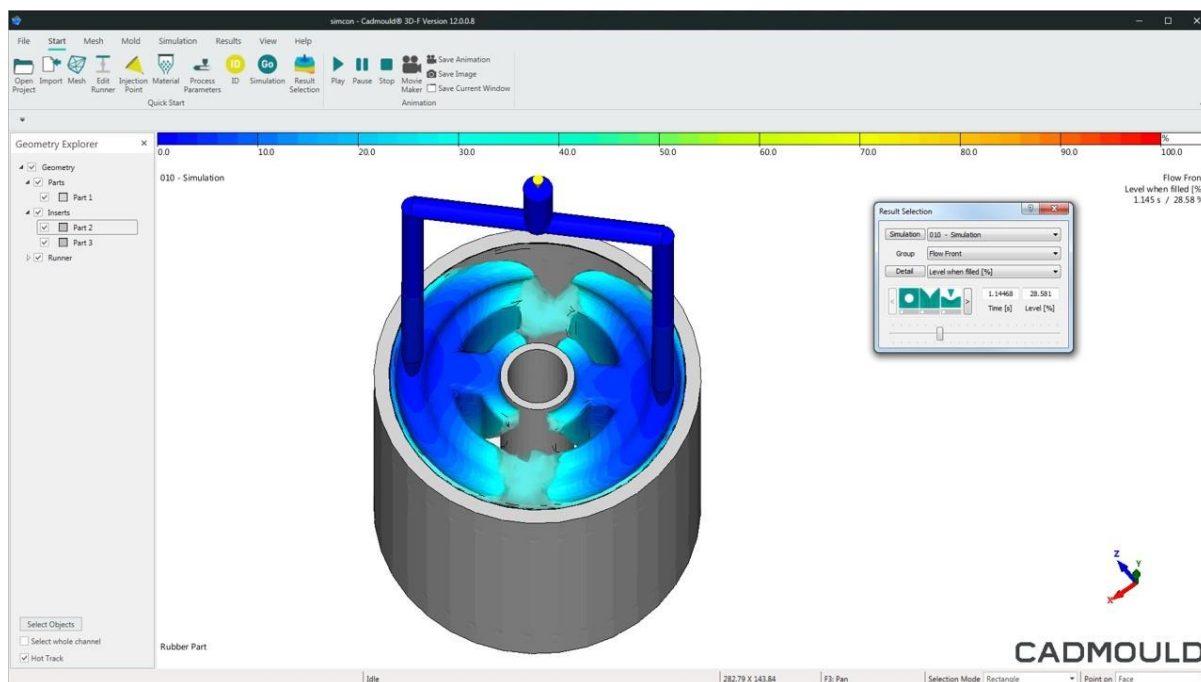 simcon - Cadmould® 3D-F Version 12.0.0.8
File Start Mesh Mold Simulation Results View Help
Open Project
Import
Mesh
Edit Runner
Injection Point
Material
Process Parameters
ID
ID
Go
Simulation
Result Selection
Quick Start
Play
Pause
Stop
Movie Maker
Save Animation
Save Image
Save Current Window
Animation
Geometry Explorer
Geometry
Parts
Part 1
Inserts
Part 2
Part 3
Runner
%
0.0 10.0 20.0 30.0 40.0 50.0 60.0 70.0 80.0 90.0 100.0
010 - Simulation
Flow Fron
Level when filled [%
1.145 s / 28.58 %
Result Selection
Simulation 010 - Simulation
Group Flow Front
Detail Level when filled [%]
< > 1.14468 28.581
Time [s] Level [%]
Z
Y
X
Select Objects
Select whole channel
Hot Track
Rubber Part
CADMOULD
Idle 282.79 X 143.84 F3: Pan Selection Mode Rectangle Point on Face